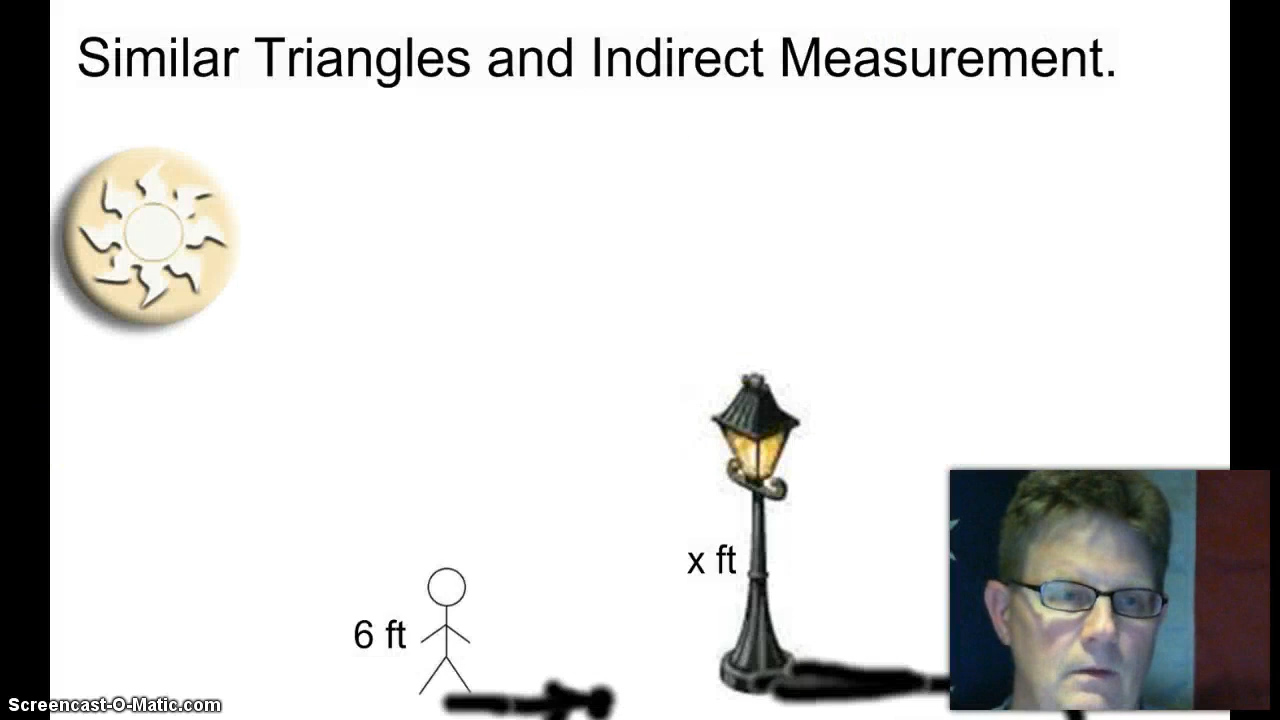 Similar Triangles and Indirect Measurement.
x ft
6 ft
Screencast-O-Matic.com